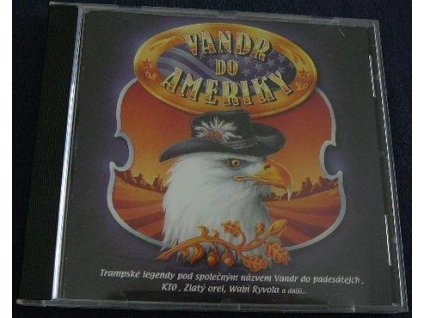 VANDR
DO
AMERIKY
Trampské legendy pod společným názvem Vandr do padesátejch,
KTO, Zlatý orel, Wabi Ryvola a další...